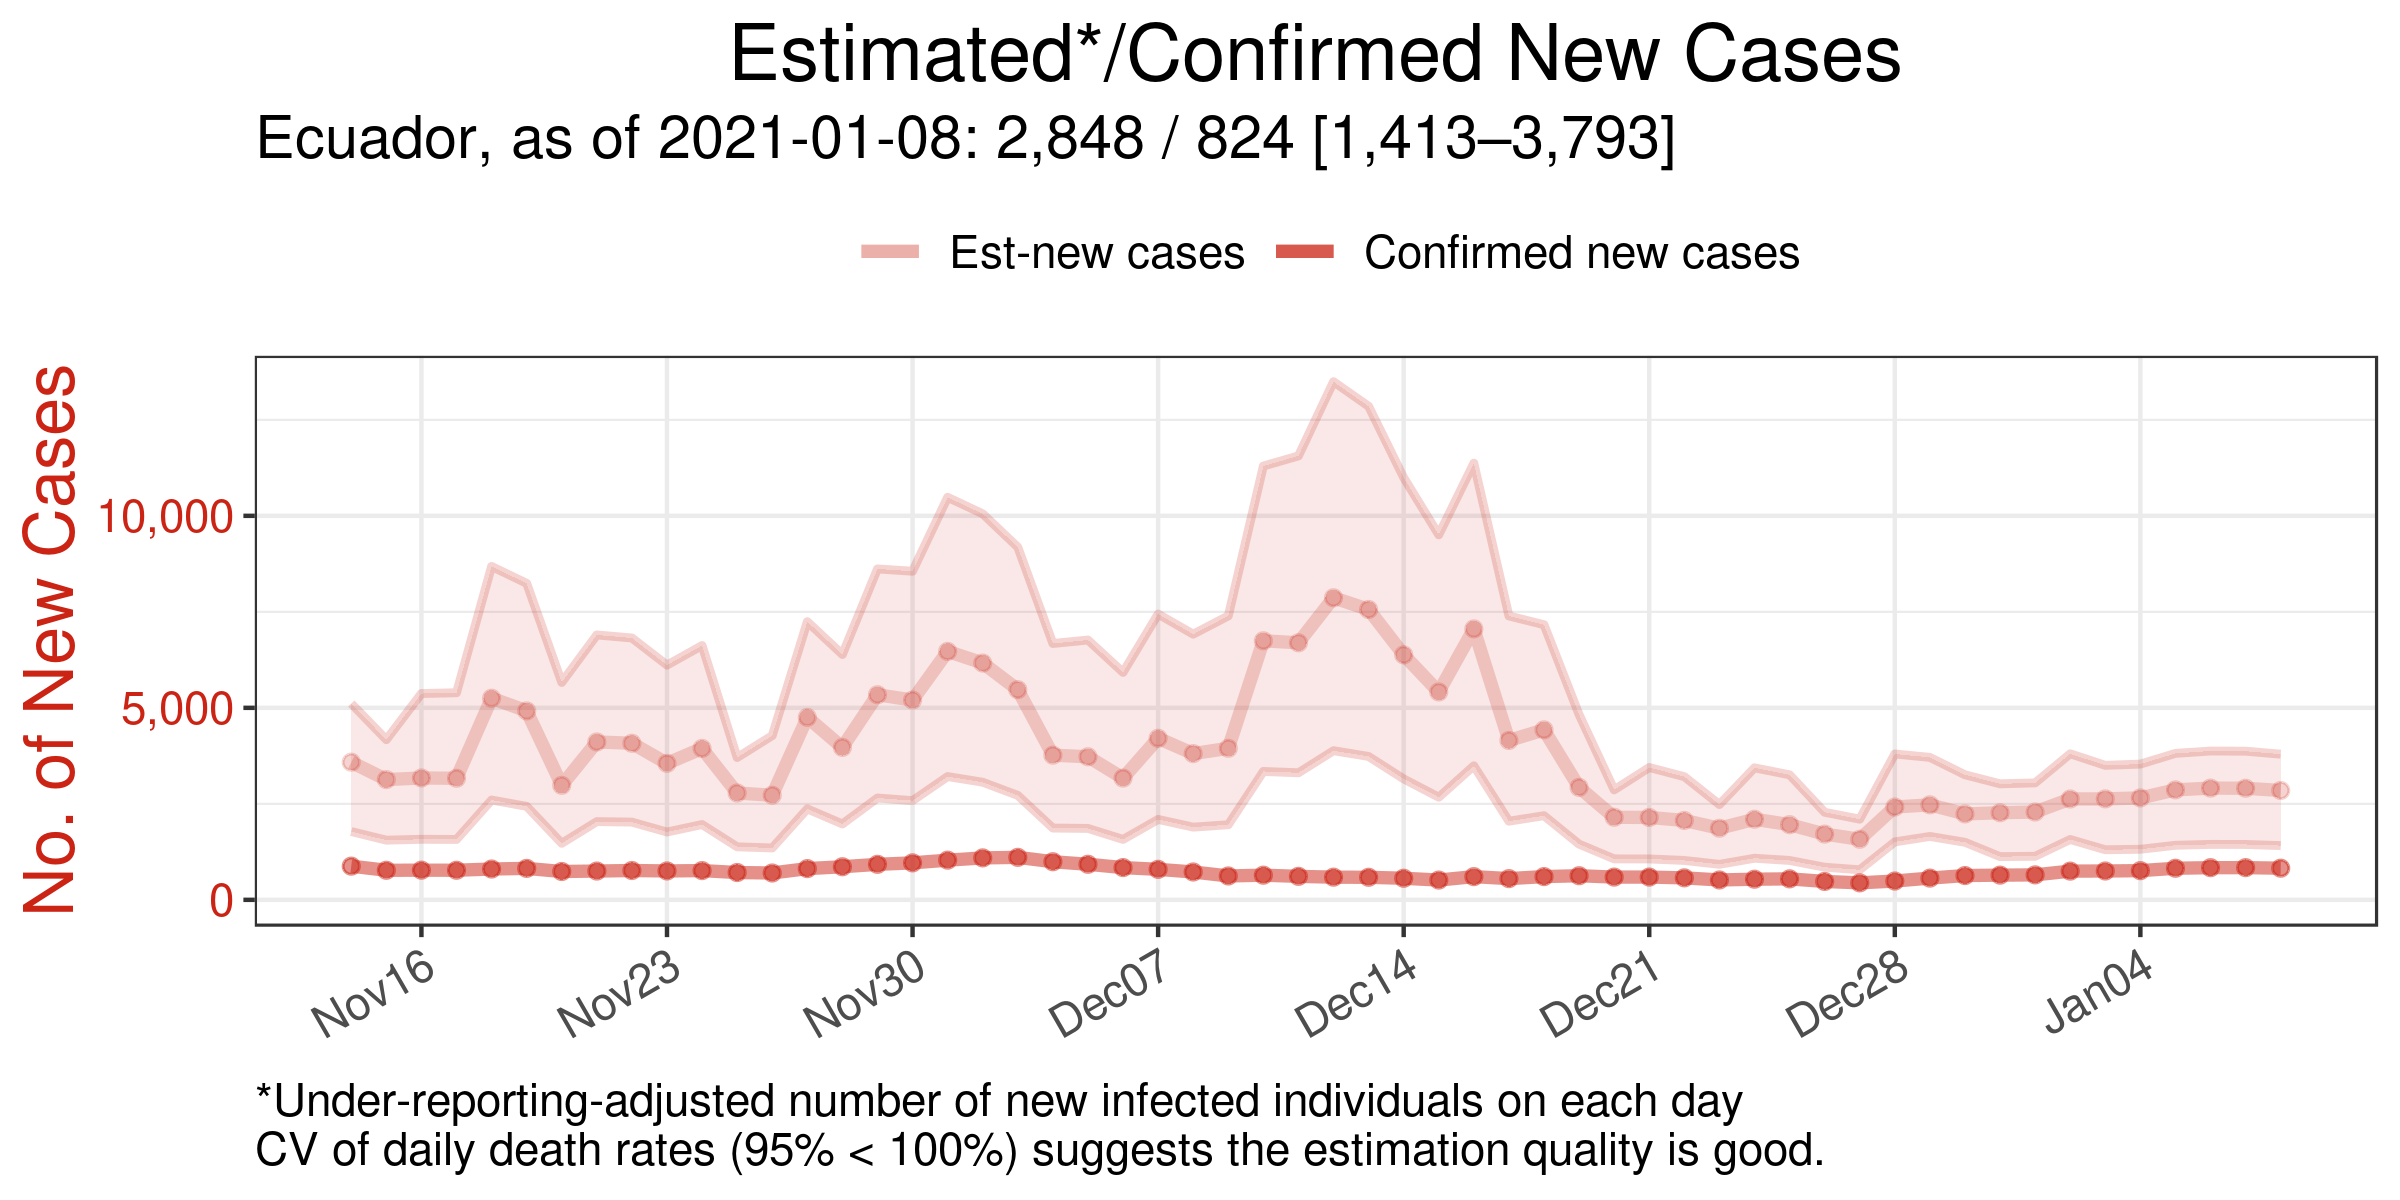 Estimated*/Confirmed New Cases
Ecuador, as of 2021-01-08: 2,848 / 824 [1,413–3,793]
Est-new cases
Confirmed new cases
No. of New Cases
10,000
5,000
0
Nov16
Nov23
Nov30
Dec07
Dec14
Dec21
Dec28
Jan04
*Under-reporting-adjusted number of new infected individuals on each day
CV of daily death rates (95% < 100%) suggests the estimation quality is good.